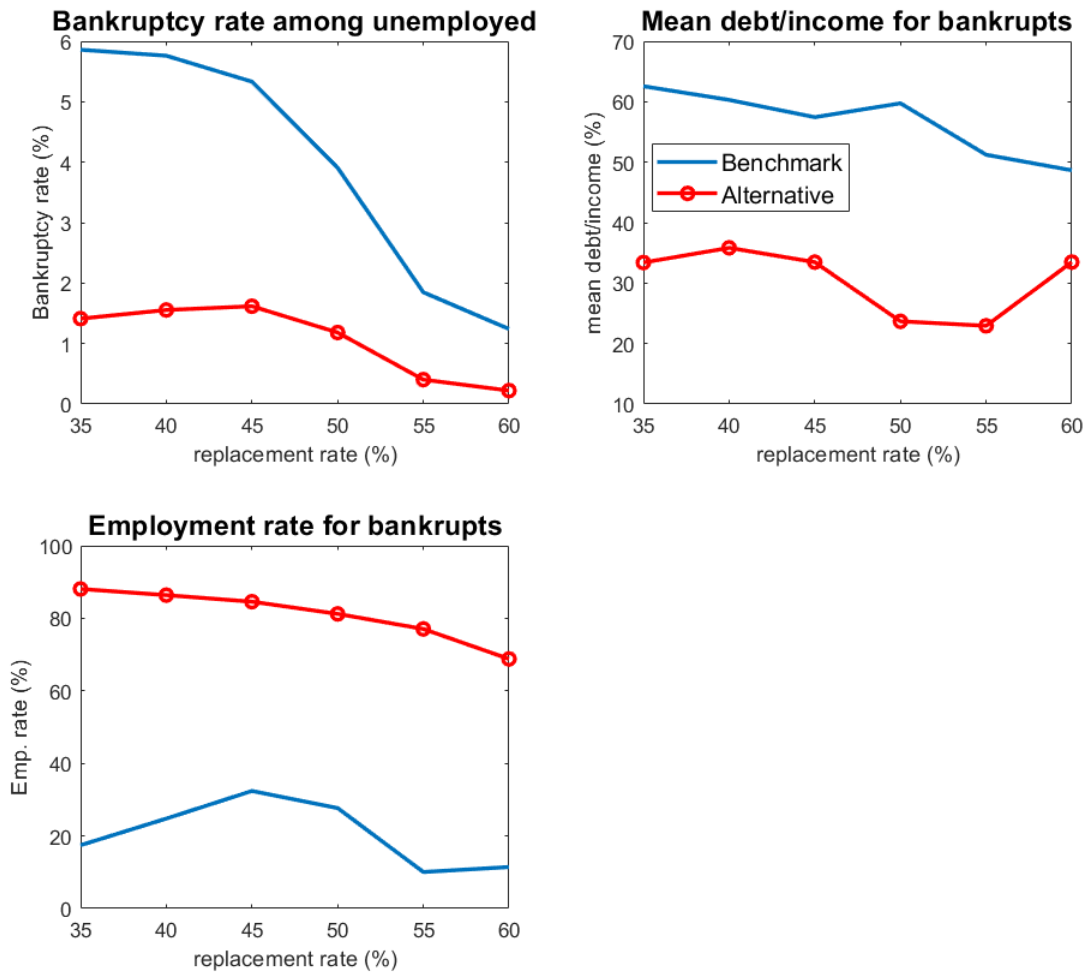 Bankruptcy rate among unemployed
6
5
4
3
2
1
0
Bankruptcy rate (%)
35 40 45 50 55 60
replacement rate (%)
Mean debt/income for bankrupts
70
60
50
40
30
20
10
mean debt/income (%)
Benchmark
Alternative
35 40 45 50 55 60
replacement rate (%)
Employment rate for bankrupts
100
80
60
40
20
0
Emp. rate (%)
35 40 45 50 55 60
replacement rate (%)